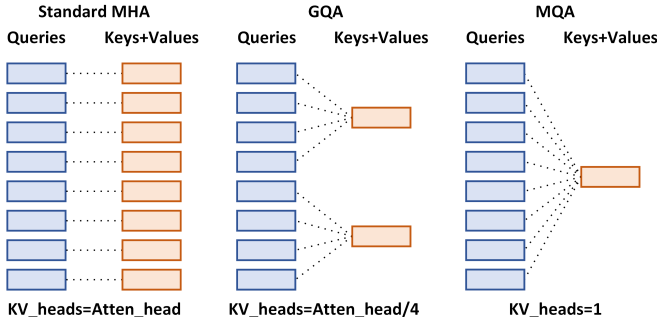 Standard MHA
Queries Keys+Values
KV_heads=Atten_head
GQA
Queries Keys+Values
KV_heads=Atten_head/4
MQA
Queries Keys+Values
KV_heads=1